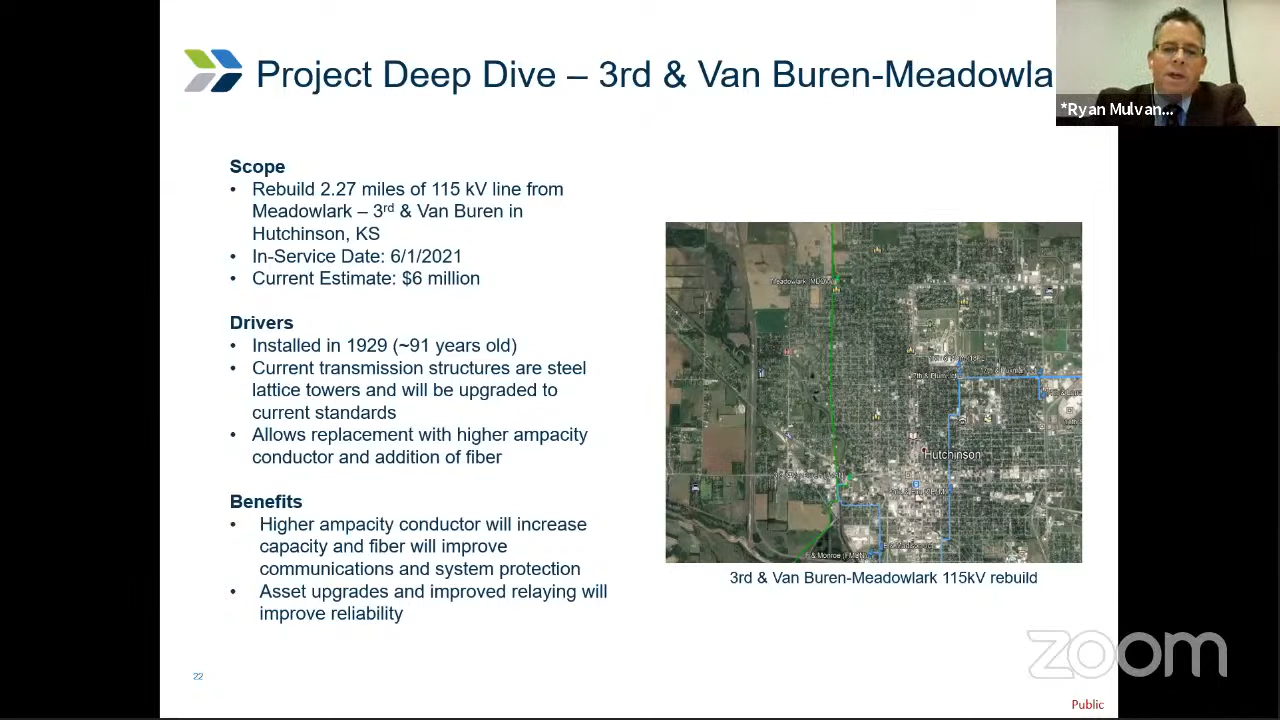 Project Deep Dive – 3rd & Van Buren-Meadowla
*Ryan Mulvan...
Scope
• Rebuild 2.27 miles of 115 kV line from
Meadowlark – 3rd & Van Buren in
Hutchinson, KS
• In-Service Date: 6/1/2021
• Current Estimate: $6 million
Drivers
• Installed in 1929 (~91 years old)
• Current transmission structures are steel
lattice towers and will be upgraded to
current standards
• Allows replacement with higher ampacity
conductor and addition of fiber
Benefits
• Higher ampacity conductor will increase
capacity and fiber will improve
communications and system protection
• Asset upgrades and improved relaying will
improve reliability
Meadowlark
Hutchinson
& Monroe
3rd & Van Buren-Meadowlark 115kV rebuild
zoom
22
Public